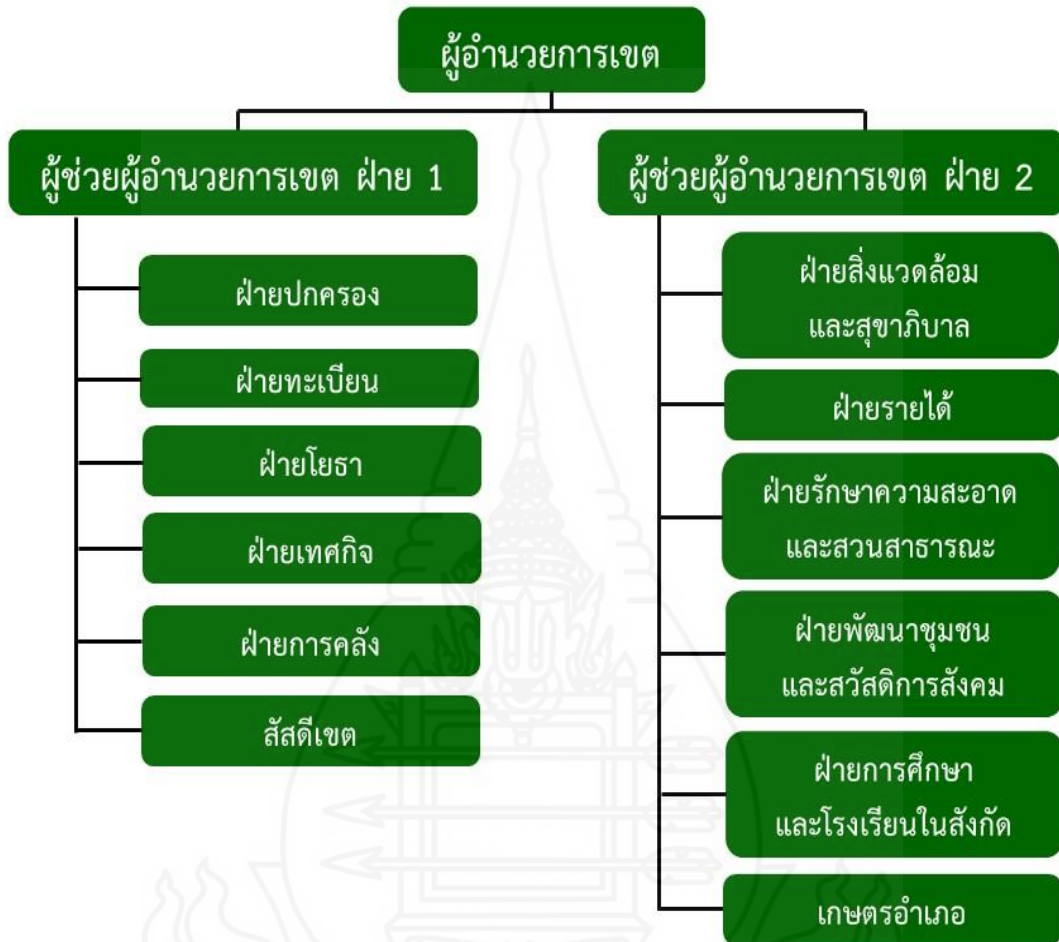 ผู้อำนวยการเขต
ผู้ช่วยผู้อำนวยการเขต ฝ่าย 1
ฝ่ายปกครอง
ฝ่ายทะเบียน
ฝ่ายโยธา
ฝ่ายเทศกิจ
ฝ่ายการคลัง
สัสดีเขต
ผู้ช่วยผู้อำนวยการเขต ฝ่าย 2
ฝ่ายสิ่งแวดล้อม
และสุขาภิบาล
ฝ่ายรายได้
ฝ่ายรักษาความสะอาด
และสวนสาธารณะ
ฝ่ายพัฒนาชุมชน
และสวัสดิการสังคม
ฝ่ายการศึกษา
และโรงเรียนในสังกัด
เกษตรอำเภอ